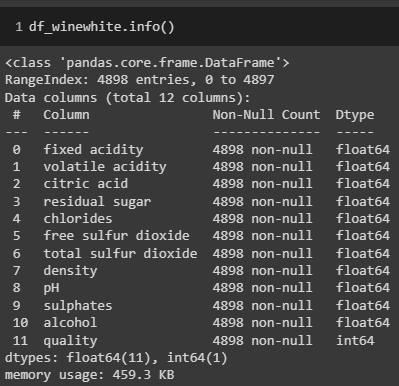 1 df_winewhite.info()
<class 'pandas.core.frame.DataFrame'>
RangeIndex: 4898 entries, 0 to 4897
Data columns (total 12 columns):
 #   Column                Non-Null Count  Dtype
---  ------                --------------  -----
 0   fixed acidity         4898 non-null   float64
 1   volatile acidity      4898 non-null   float64
 2   citric acid           4898 non-null   float64
 3   residual sugar        4898 non-null   float64
 4   chlorides             4898 non-null   float64
 5   free sulfur dioxide   4898 non-null   float64
 6   total sulfur dioxide  4898 non-null   float64
 7   density               4898 non-null   float64
 8   pH                    4898 non-null   float64
 9   sulphates             4898 non-null   float64
 10  alcohol               4898 non-null   float64
 11  quality               4898 non-null   int64
dtypes: float64(11), int64(1)
memory usage: 459.3 KB